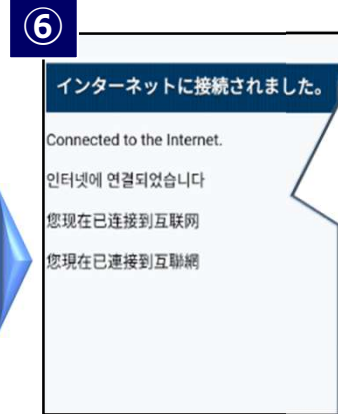 ⑥
インターネットに接続されました。
Connected to the Internet.
인터넷에 연결되었습니다
您现在已连接到互联网
您現在已連接到互聯網